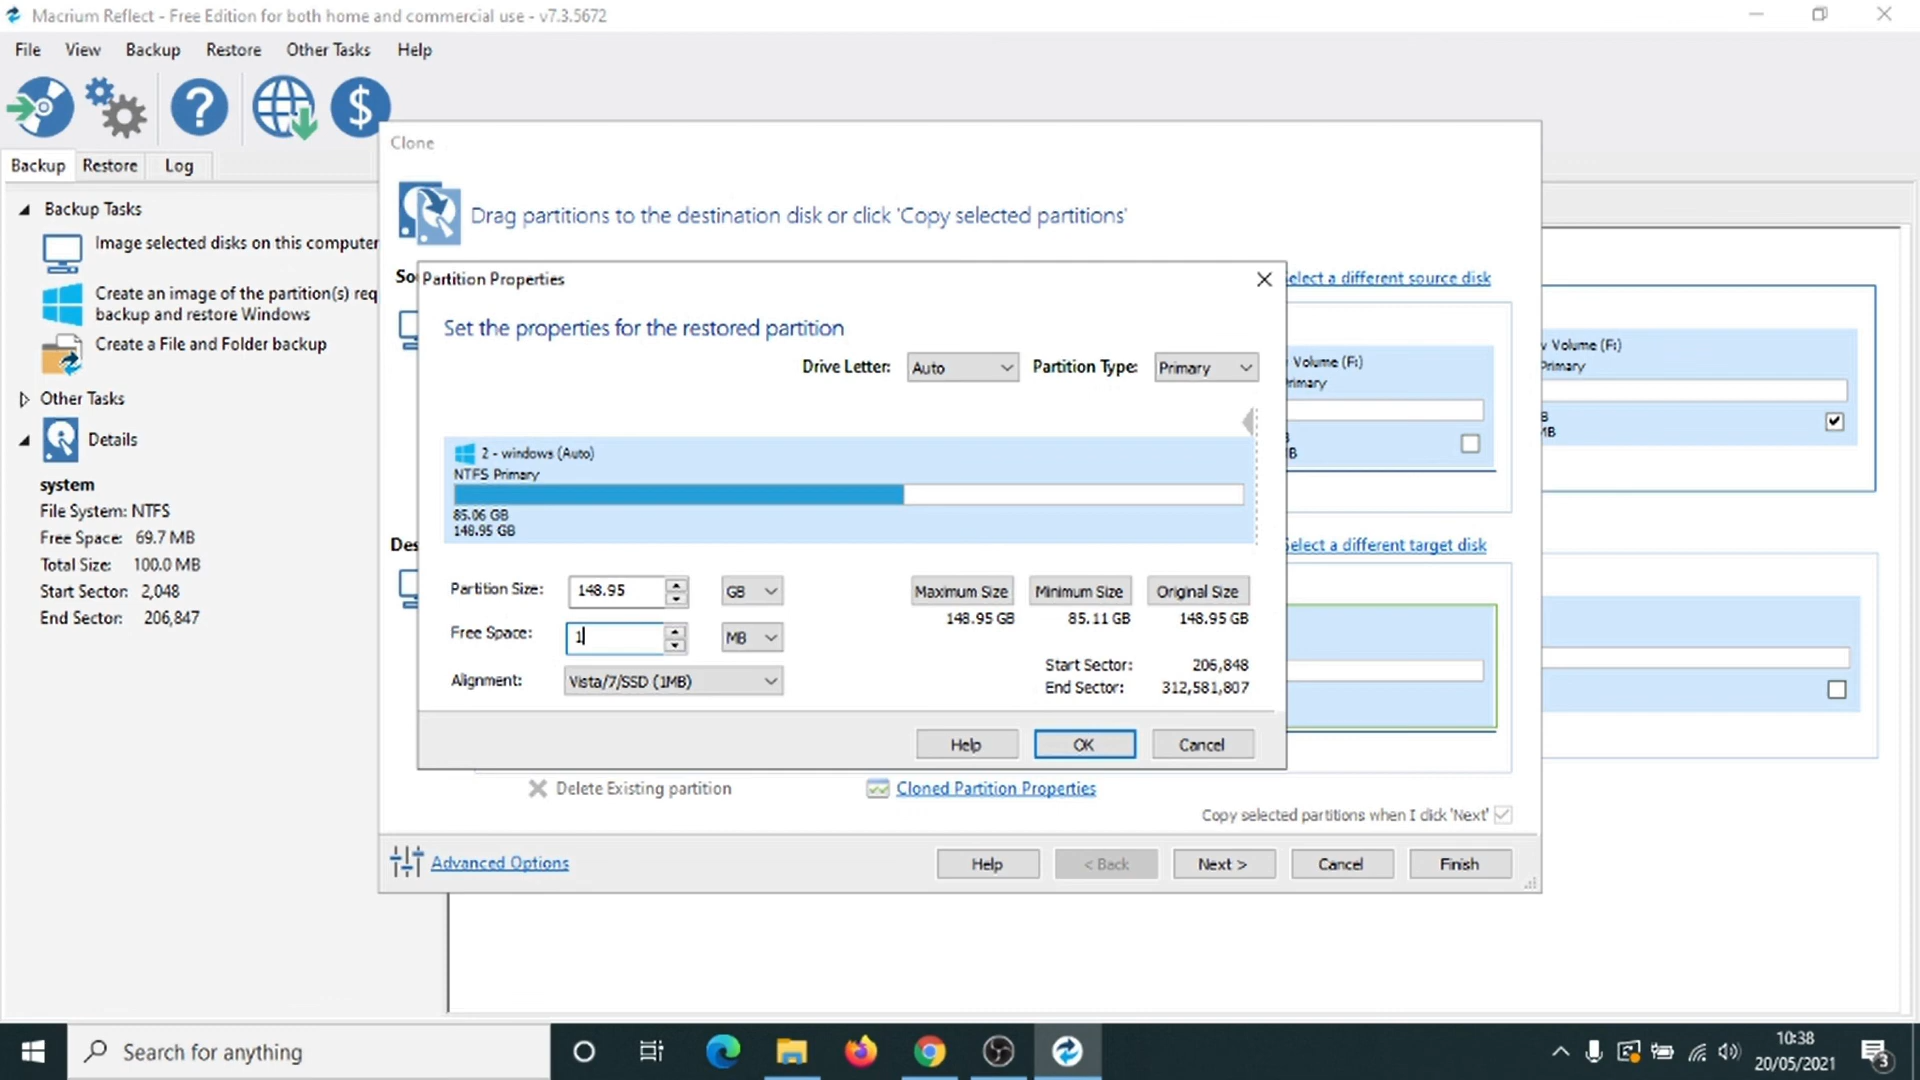 Macrium Reflect - Free Edition for both home and commercial use - v7.3.5672
File View Backup Restore Other Tasks Help
Backup Restore Log
Backup Tasks
Image selected disks on this computer
Create an image of the partition(s) req
backup and restore Windows
Create a File and Folder backup
Other Tasks
Details
system
File System: NTFS
Free Space: 69.7 MB
Total Size: 100.0 MB
Start Sector: 2,048
End Sector: 206,847
Clone
Drag partitions to the destination disk or click 'Copy selected partitions'
Sou
elect a different source disk
Volume (F:)
imary
B
B
Des
elect a different target disk
Partition Properties
Set the properties for the restored partition
Drive Letter: Auto Partition Type: Primary
2 - windows (Auto)
NTFS Primary
85.06 GB
148.95 GB
Partition Size: 148.95 GB
Free Space: 1 MB
Alignment: Vista/7/SSD (1MB)
Maximum Size Minimum Size Original Size
148.95 GB 85.11 GB 148.95 GB
Start Sector: 206,848
End Sector: 312,581,807
Help OK Cancel
Delete Existing partition
Cloned Partition Properties
Copy selected partitions when I click 'Next'
Advanced Options
Help < Back Next > Cancel Finish
v Volume (F:)
Primary
B
MB
Search for anything
10:38
20/05/2021
3